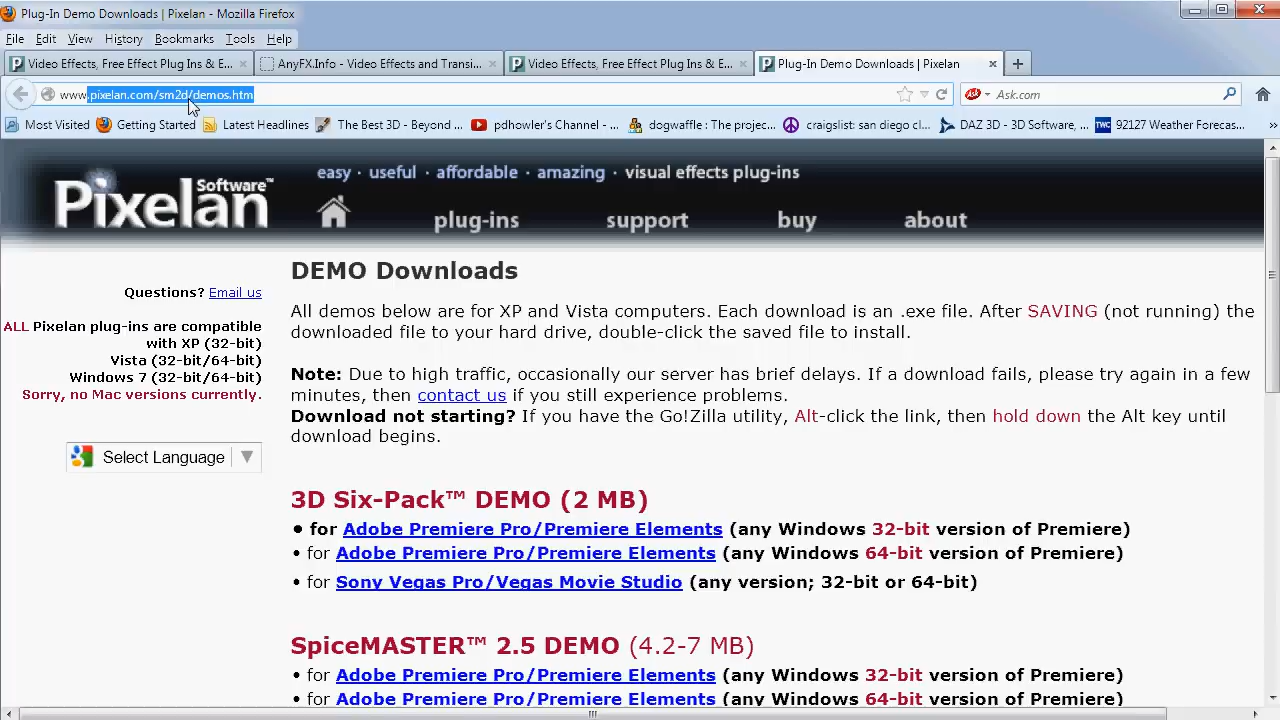 Plug-In Demo Downloads | Pixelan - Mozilla Firefox
File Edit View History Bookmarks Tools Help
Video Effects, Free Effect Plug Ins & E... AnyFX.Info - Video Effects and Transi... Video Effects, Free Effect Plug Ins & E... Plug-In Demo Downloads | Pixelan
www.pixelan.com/sm2d/demos.htm Ask Ask.com
Most Visited Getting Started Latest Headlines The Best 3D - Beyond ... pdhowler's Channel - ... dogwaffle : The projec... craigslist: san diego cl... DAZ 3D - 3D Software, ... TWC 92127 Weather Forecas...
Pixelan Software™
easy · useful · affordable · amazing · visual effects plug-ins
plug-ins support buy about
Questions? Email us
ALL Pixelan plug-ins are compatible
with XP (32-bit)
Vista (32-bit/64-bit)
Windows 7 (32-bit/64-bit)
Sorry, no Mac versions currently.
Select Language
DEMO Downloads
All demos below are for XP and Vista computers. Each download is an .exe file. After SAVING (not running) the
downloaded file to your hard drive, double-click the saved file to install.
Note: Due to high traffic, occasionally our server has brief delays. If a download fails, please try again in a few
minutes, then contact us if you still experience problems.
Download not starting? If you have the Go!Zilla utility, Alt-click the link, then hold down the Alt key until
download begins.
3D Six-Pack™ DEMO (2 MB)
• for Adobe Premiere Pro/Premiere Elements (any Windows 32-bit version of Premiere)
• for Adobe Premiere Pro/Premiere Elements (any Windows 64-bit version of Premiere)
• for Sony Vegas Pro/Vegas Movie Studio (any version; 32-bit or 64-bit)
SpiceMASTER™ 2.5 DEMO (4.2-7 MB)
• for Adobe Premiere Pro/Premiere Elements (any Windows 32-bit version of Premiere)
• for Adobe Premiere Pro/Premiere Elements (any Windows 64-bit version of Premiere)